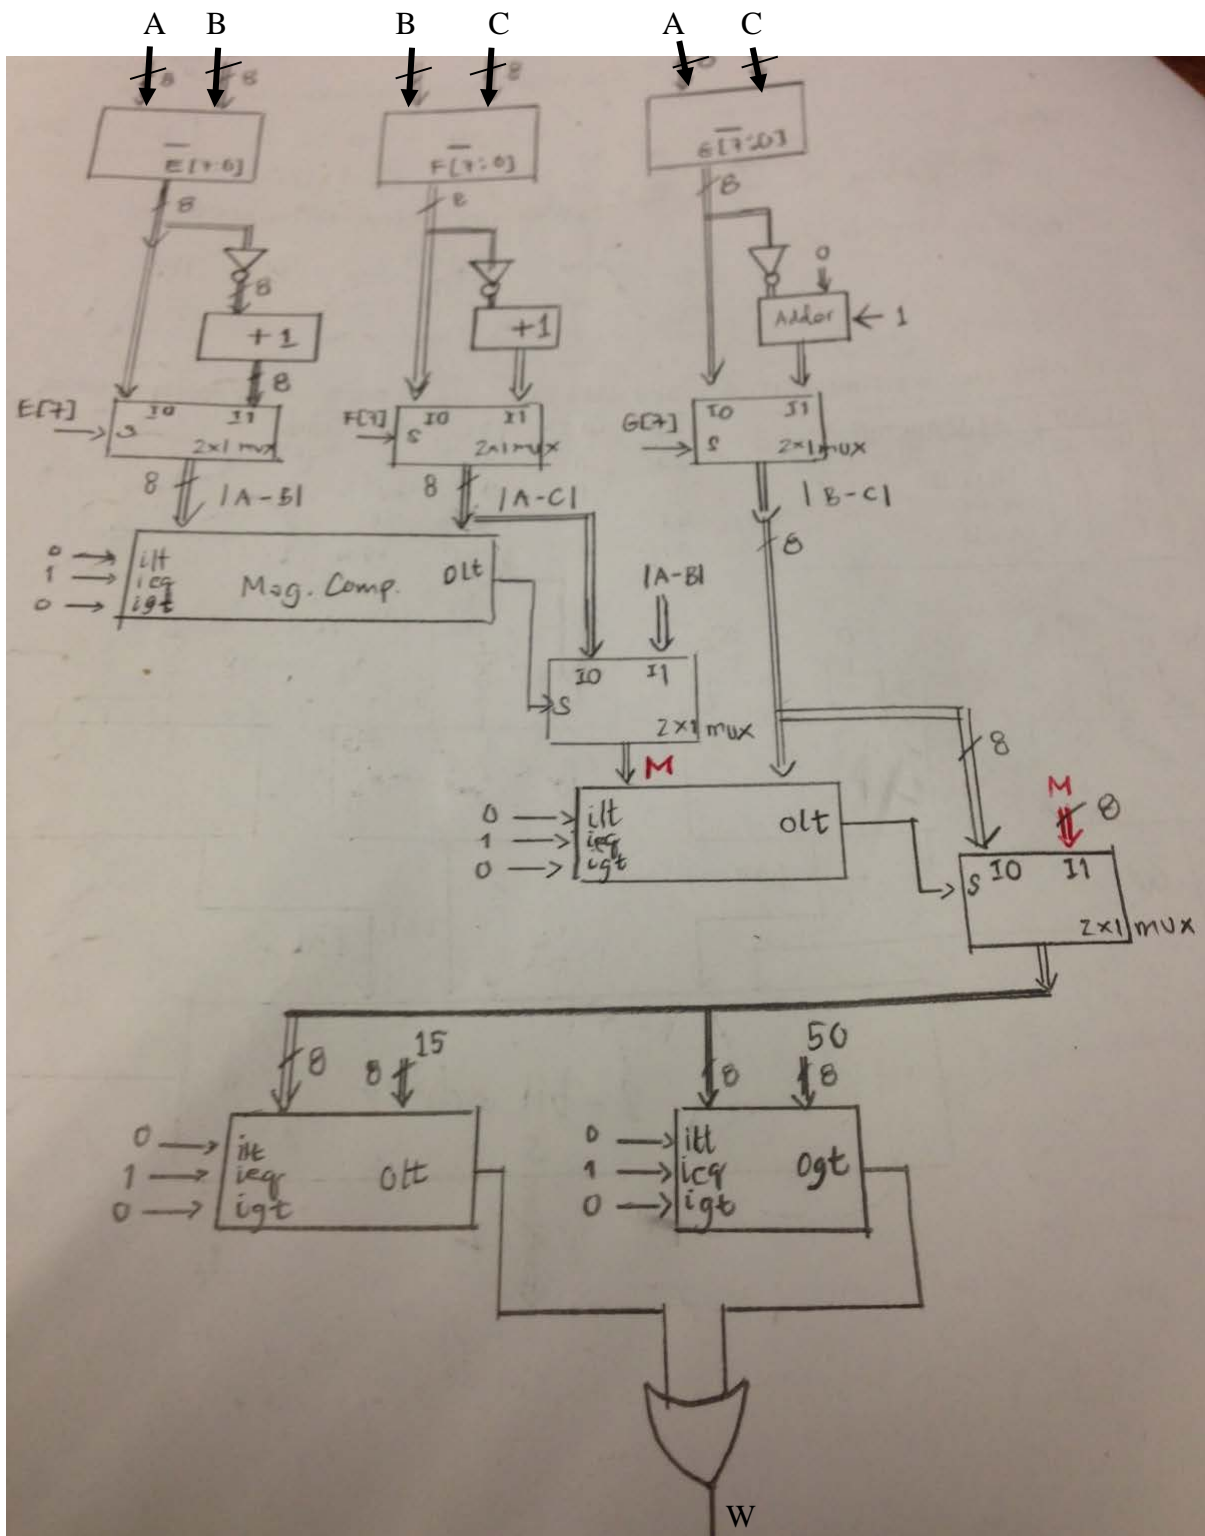 A B B C A C
8 8 8
E[7:0] F[7:0] G[7:0]
8 8 8
8 0
+1 +1 Adder 1
8
E[7] I0 I1 F[7] I0 I1 G[7] I0 I1
S 2x1 mux S 2x1 mux S 2x1 mux
8 |A-B| 8 |A-C| |B-C|
8
0 ilt
1 ieq Mag. Comp. olt |A-B|
0 igt
I0 I1
S
2x1 mux
M 8
M 8
0 ilt olt
1 ieq
0 igt
I0 I1
S
2x1 mux
8 8 15 8 50 8
0 ilt 0 ilt
1 ieq olt 1 ieq ogt
0 igt 0 igt
W